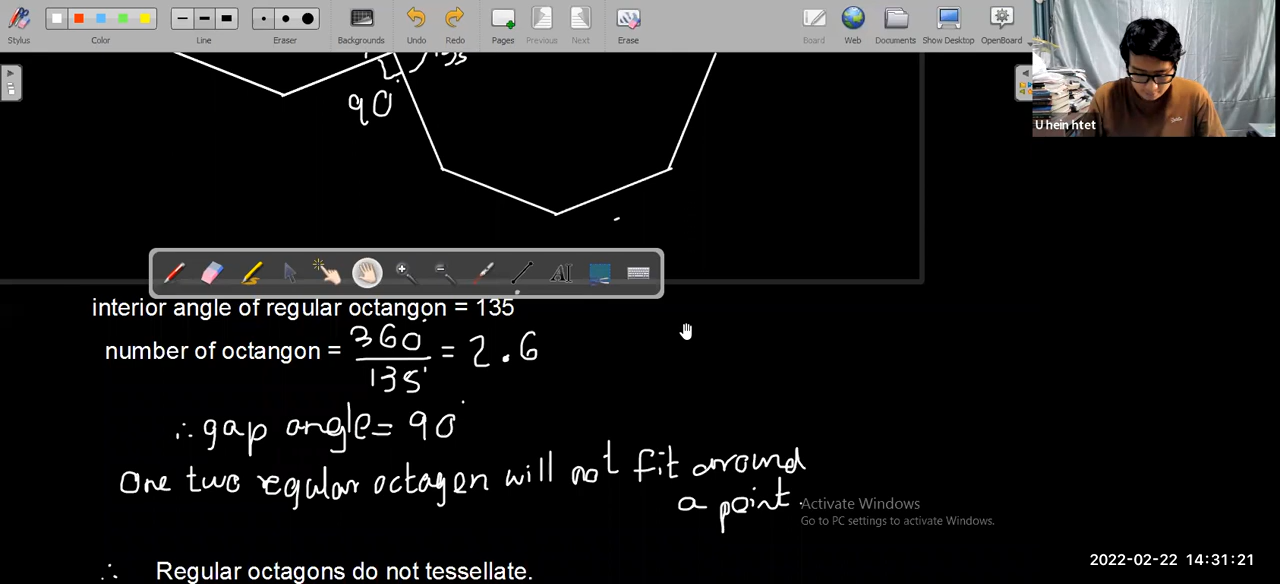 Stylus
Color
Line
Eraser
Backgrounds
Undo
Redo
Pages
Previous
Next
Erase
Board
Web
Documents
Show Desktop
OpenBoard
U hein htet
135
90
interior angle of regular octangon = 135
number of octangon = 360° / 135° = 2.6
∴ gap angle = 90°
One two regular octagen will not fit around
a point.
Activate Windows
Go to PC settings to activate Windows.
2022-02-22 14:31:21
∴ Regular octagons do not tessellate.